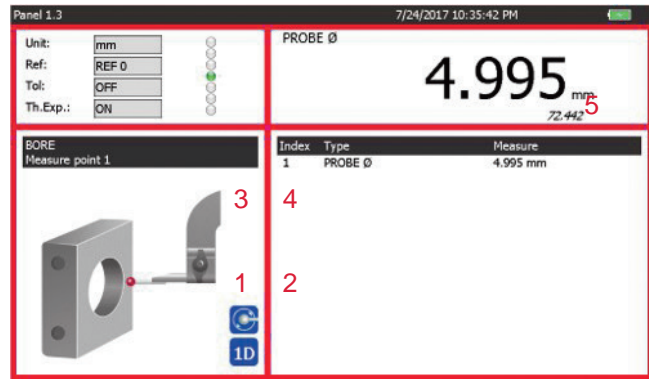 Panel 1.3 7/24/2017 10:35:42 PM
Unit: mm
Ref: REF 0
Tol: OFF
Th.Exp.: ON
PROBE Ø
4.995 mm
72.442
5
BORE
Measure point 1
3
1
1D
Index Type Measure
1 PROBE Ø 4.995 mm
4
2